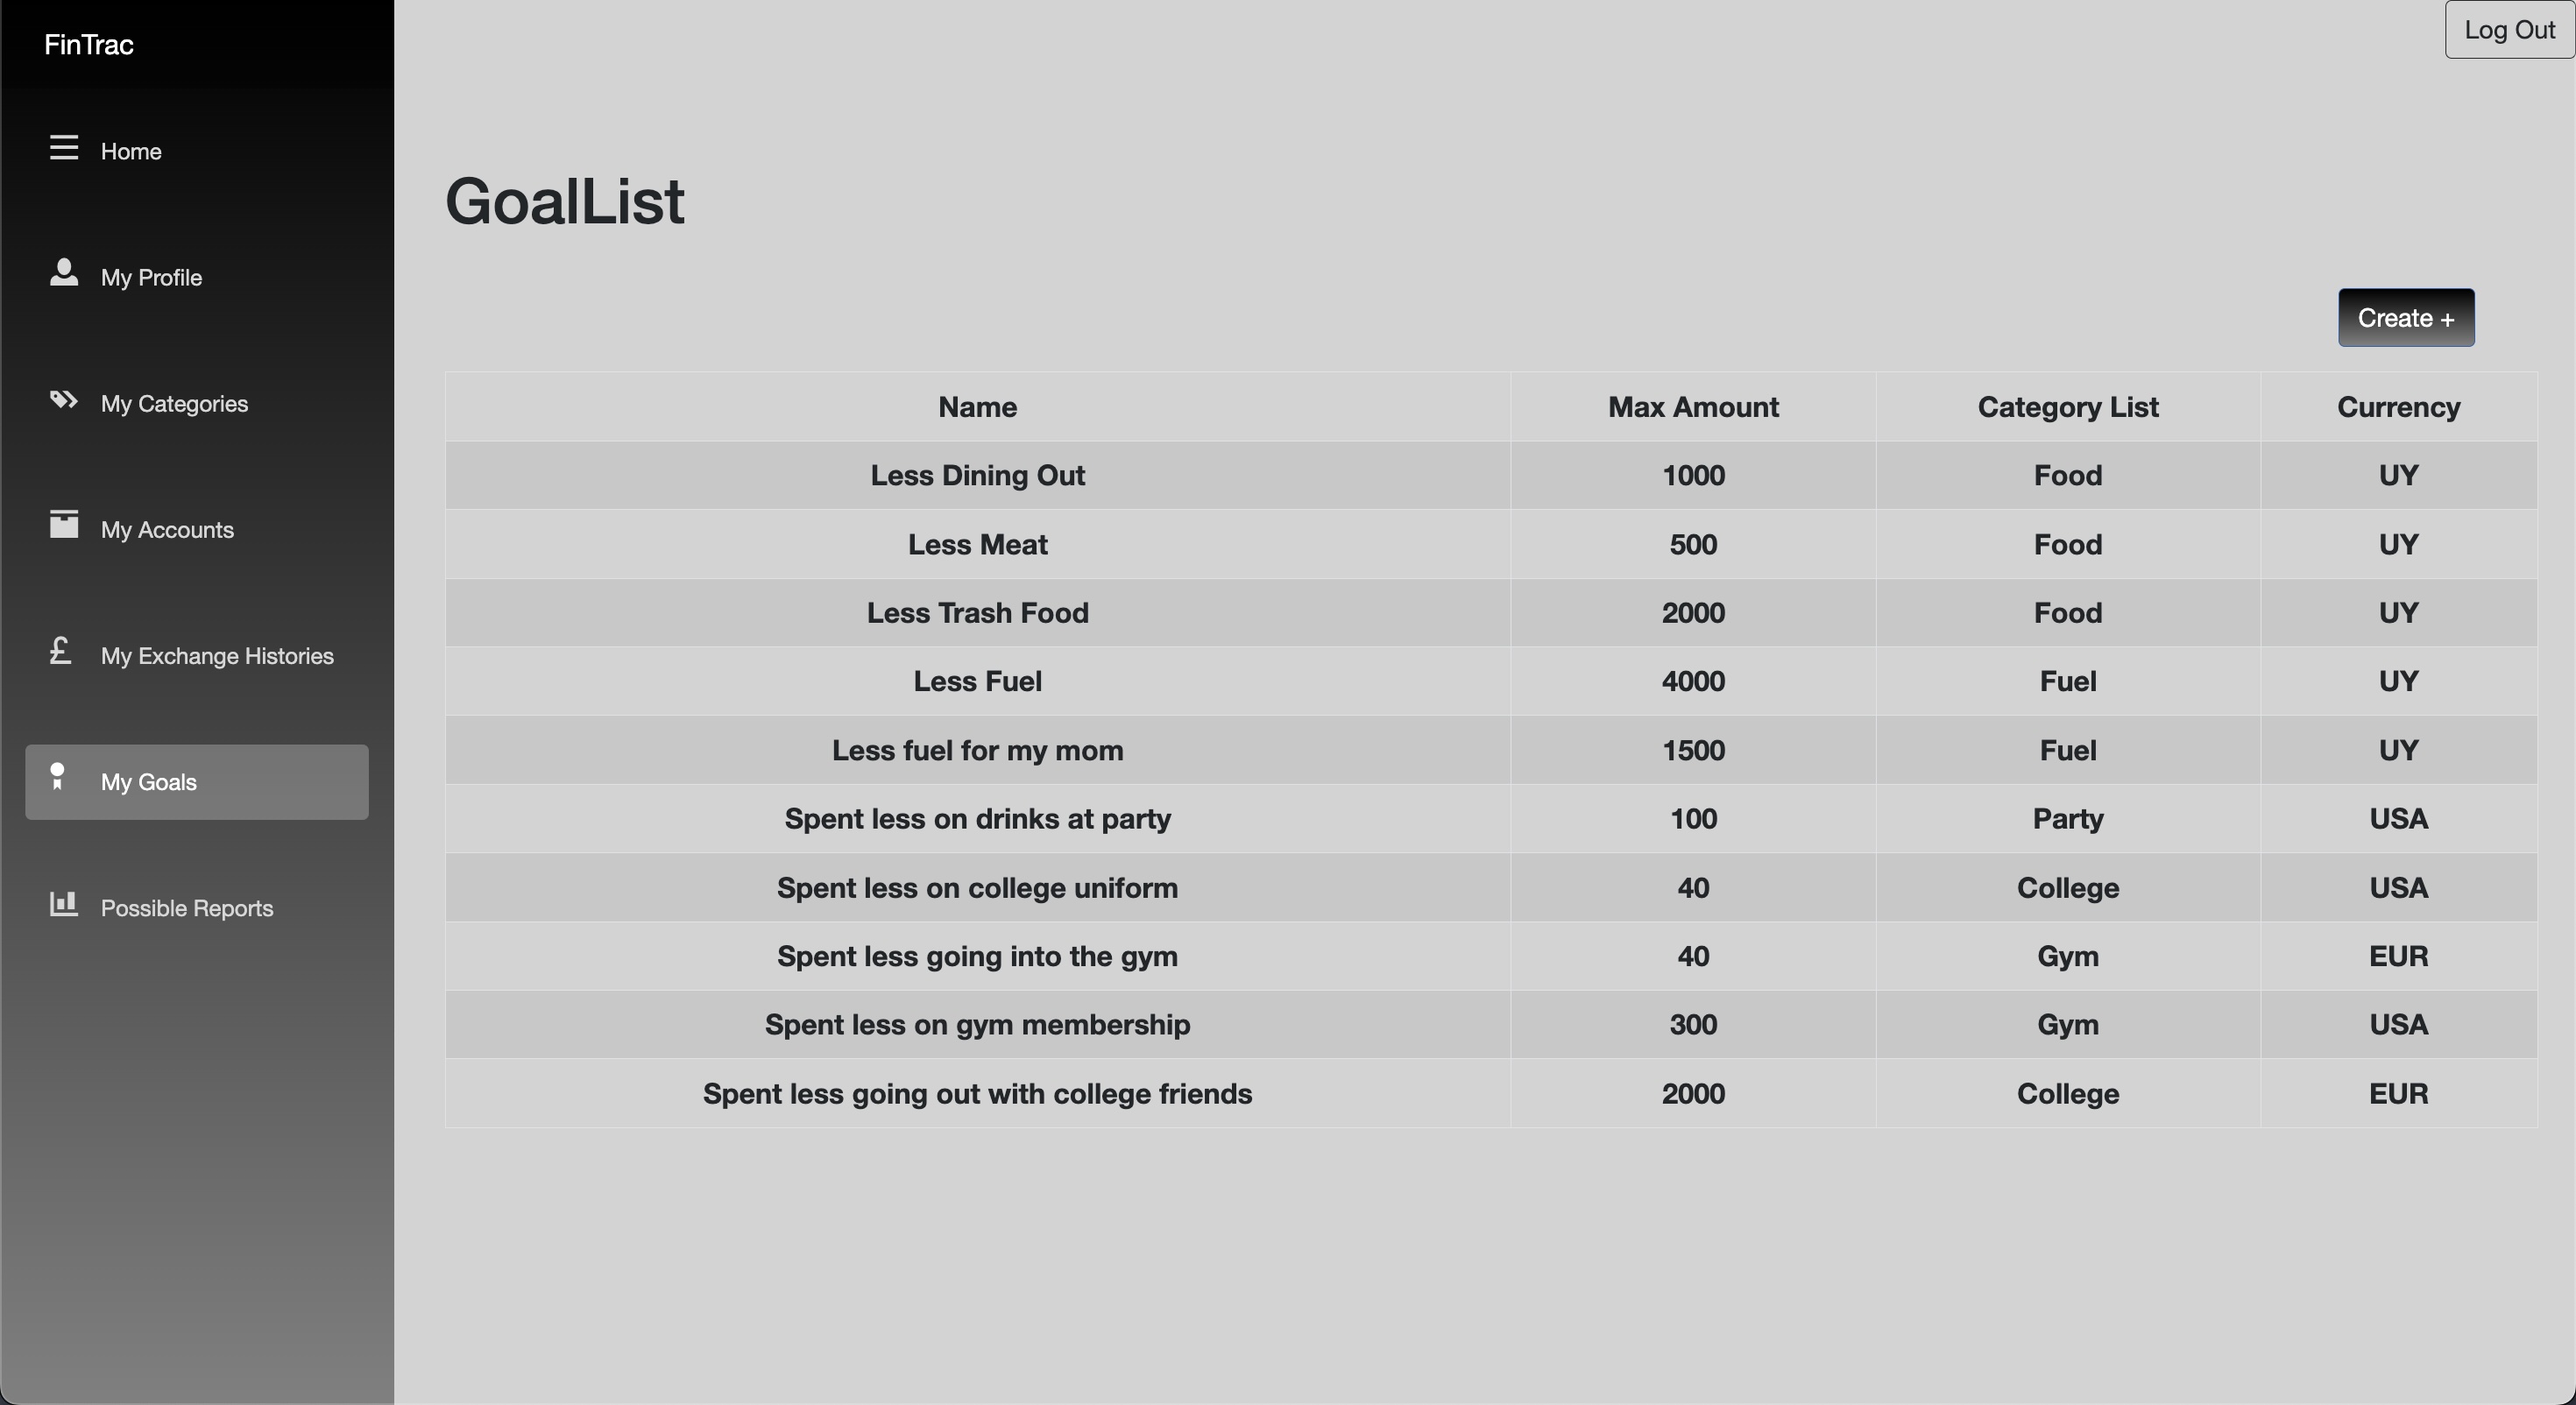 FinTrac
Log Out
Home
My Profile
My Categories
My Accounts
My Exchange Histories
My Goals
Possible Reports
GoalList
Create +
Name Max Amount Category List Currency
Less Dining Out 1000 Food UY
Less Meat 500 Food UY
Less Trash Food 2000 Food UY
Less Fuel 4000 Fuel UY
Less fuel for my mom 1500 Fuel UY
Spent less on drinks at party 100 Party USA
Spent less on college uniform 40 College USA
Spent less going into the gym 40 Gym EUR
Spent less on gym membership 300 Gym USA
Spent less going out with college friends 2000 College EUR